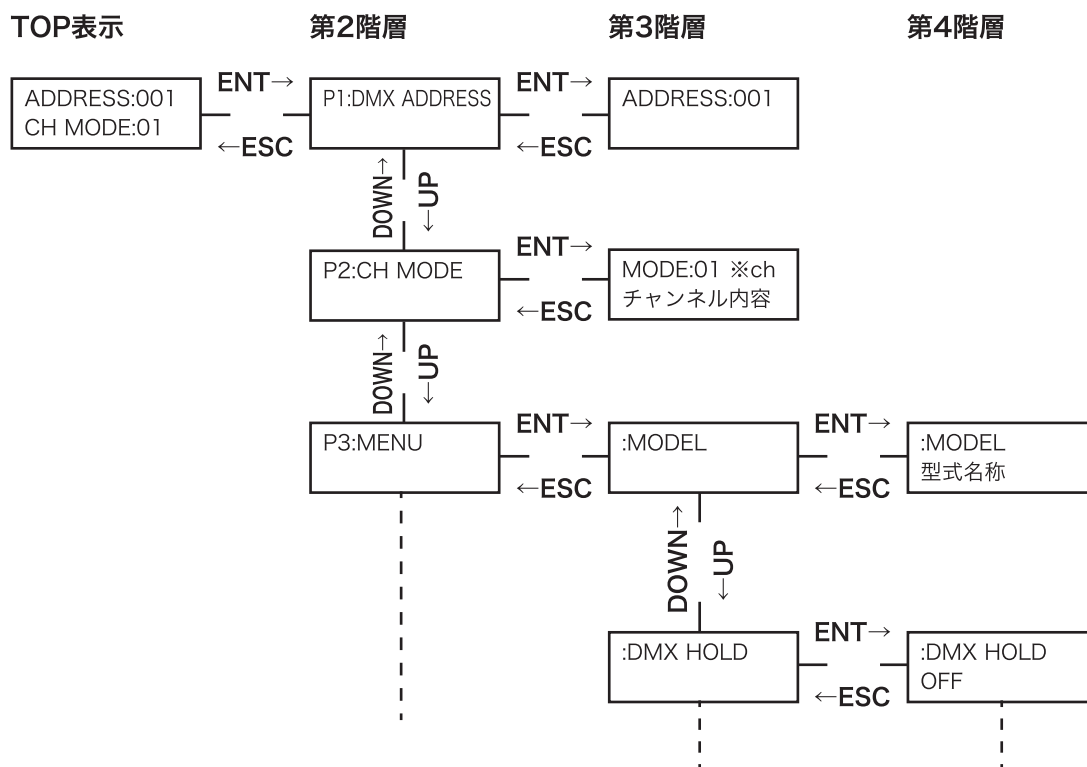 TOP表示
第2階層
第3階層
第4階層
ADDRESS:001
CH MODE:01
ENT→
←ESC
P1:DMX ADDRESS
ENT→
←ESC
ADDRESS:001
DOWN→
←UP
P2:CH MODE
ENT→
←ESC
MODE:01 ※ch
チャンネル内容
DOWN→
←UP
P3:MENU
ENT→
←ESC
:MODEL
ENT→
←ESC
:MODEL
型式名称
DOWN→
←UP
:DMX HOLD
ENT→
←ESC
:DMX HOLD
OFF